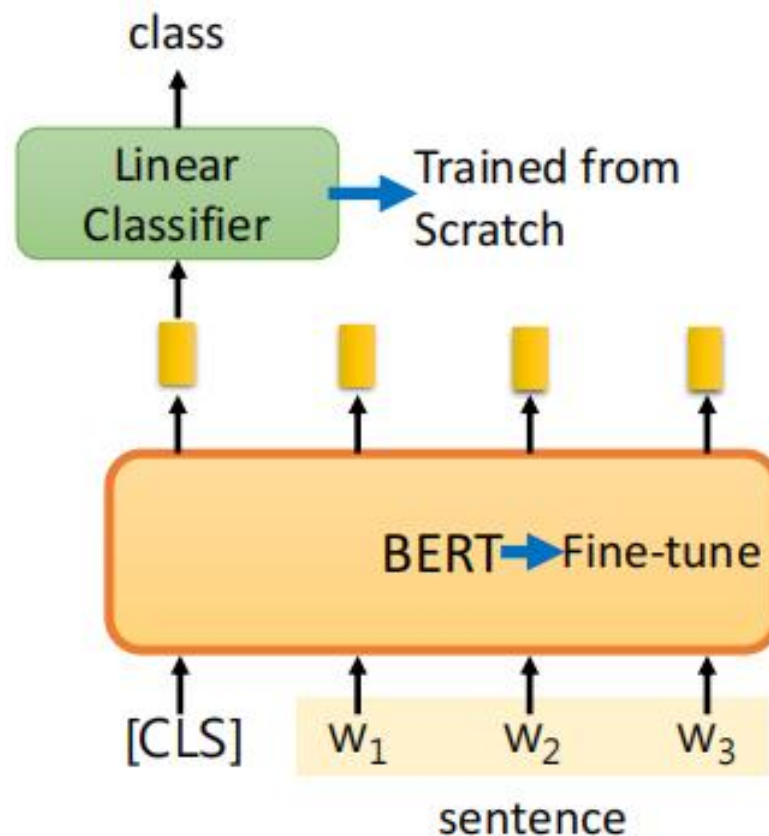 class
Linear
Classifier
Trained from
Scratch
BERT Fine-tune
[CLS] w₁ w₂ w₃
sentence